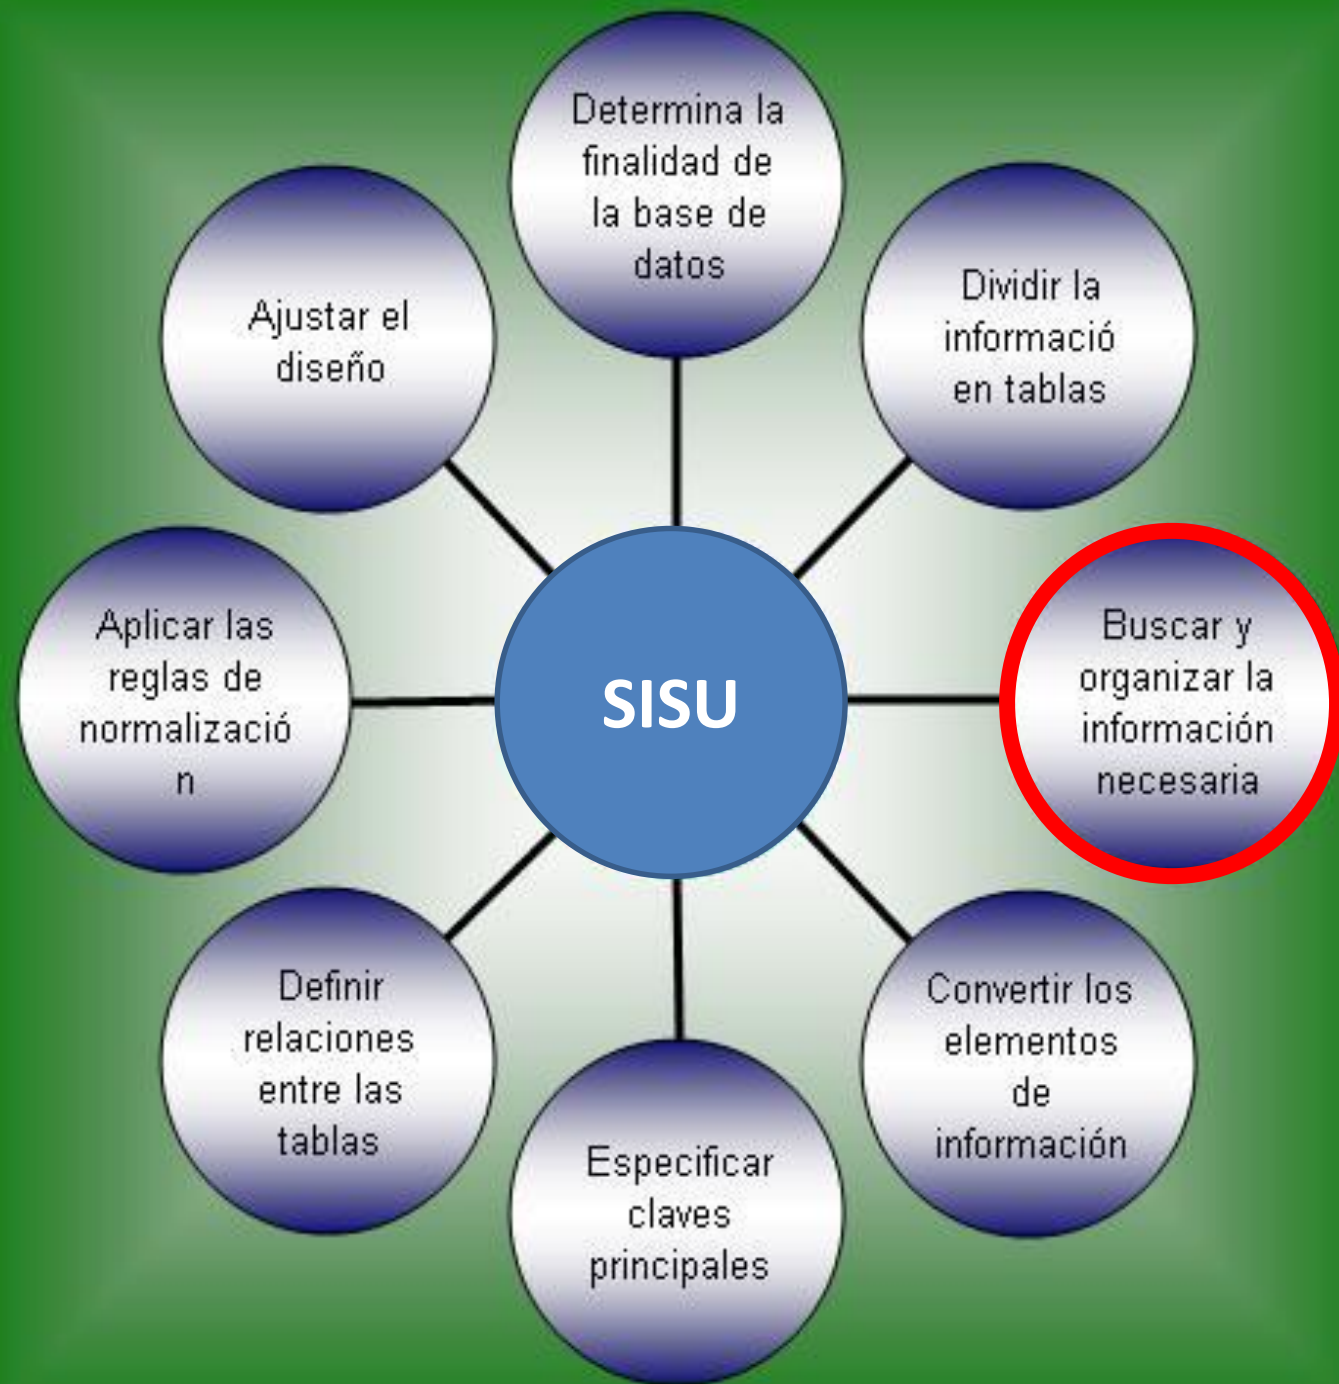 Determina la
finalidad de
la base de
datos
Dividir la
informació
en tablas
Buscar y
organizar la
información
necesaria
Convertir los
elementos
de
información
Especificar
claves
principales
Definir
relaciones
entre las
tablas
Aplicar las
reglas de
normalizació
n
Ajustar el
diseño
SISU